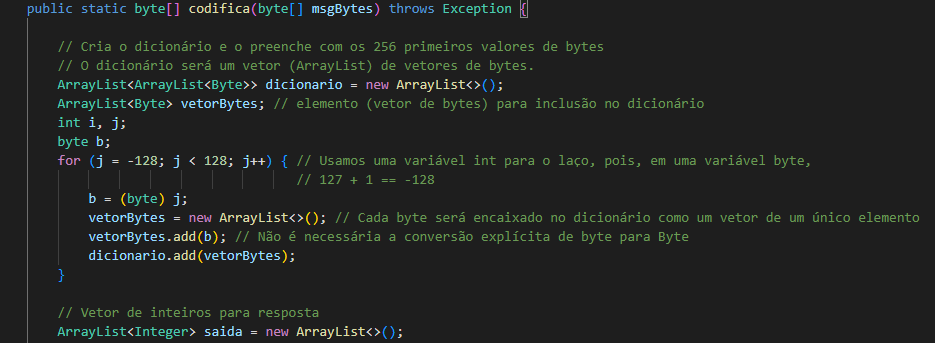 public static byte[] codifica(byte[] msgBytes) throws Exception {
// Cria o dicionário e o preenche com os 256 primeiros valores de bytes
// O dicionário será um vetor (ArrayList) de vetores de bytes.
ArrayList<ArrayList<Byte>> dicionario = new ArrayList<>();
ArrayList<Byte> vetorBytes; // elemento (vetor de bytes) para inclusão no dicionário
int i, j;
byte b;
for (j = -128; j < 128; j++) { // Usamos uma variável int para o laço, pois, em uma variável byte,
// 127 + 1 == -128
b = (byte) j;
vetorBytes = new ArrayList<>(); // Cada byte será encaixado no dicionário como um vetor de um único elemento
vetorBytes.add(b); // Não é necessária a conversão explícita de byte para Byte
dicionario.add(vetorBytes);
}
// Vetor de inteiros para resposta
ArrayList<Integer> saida = new ArrayList<>();